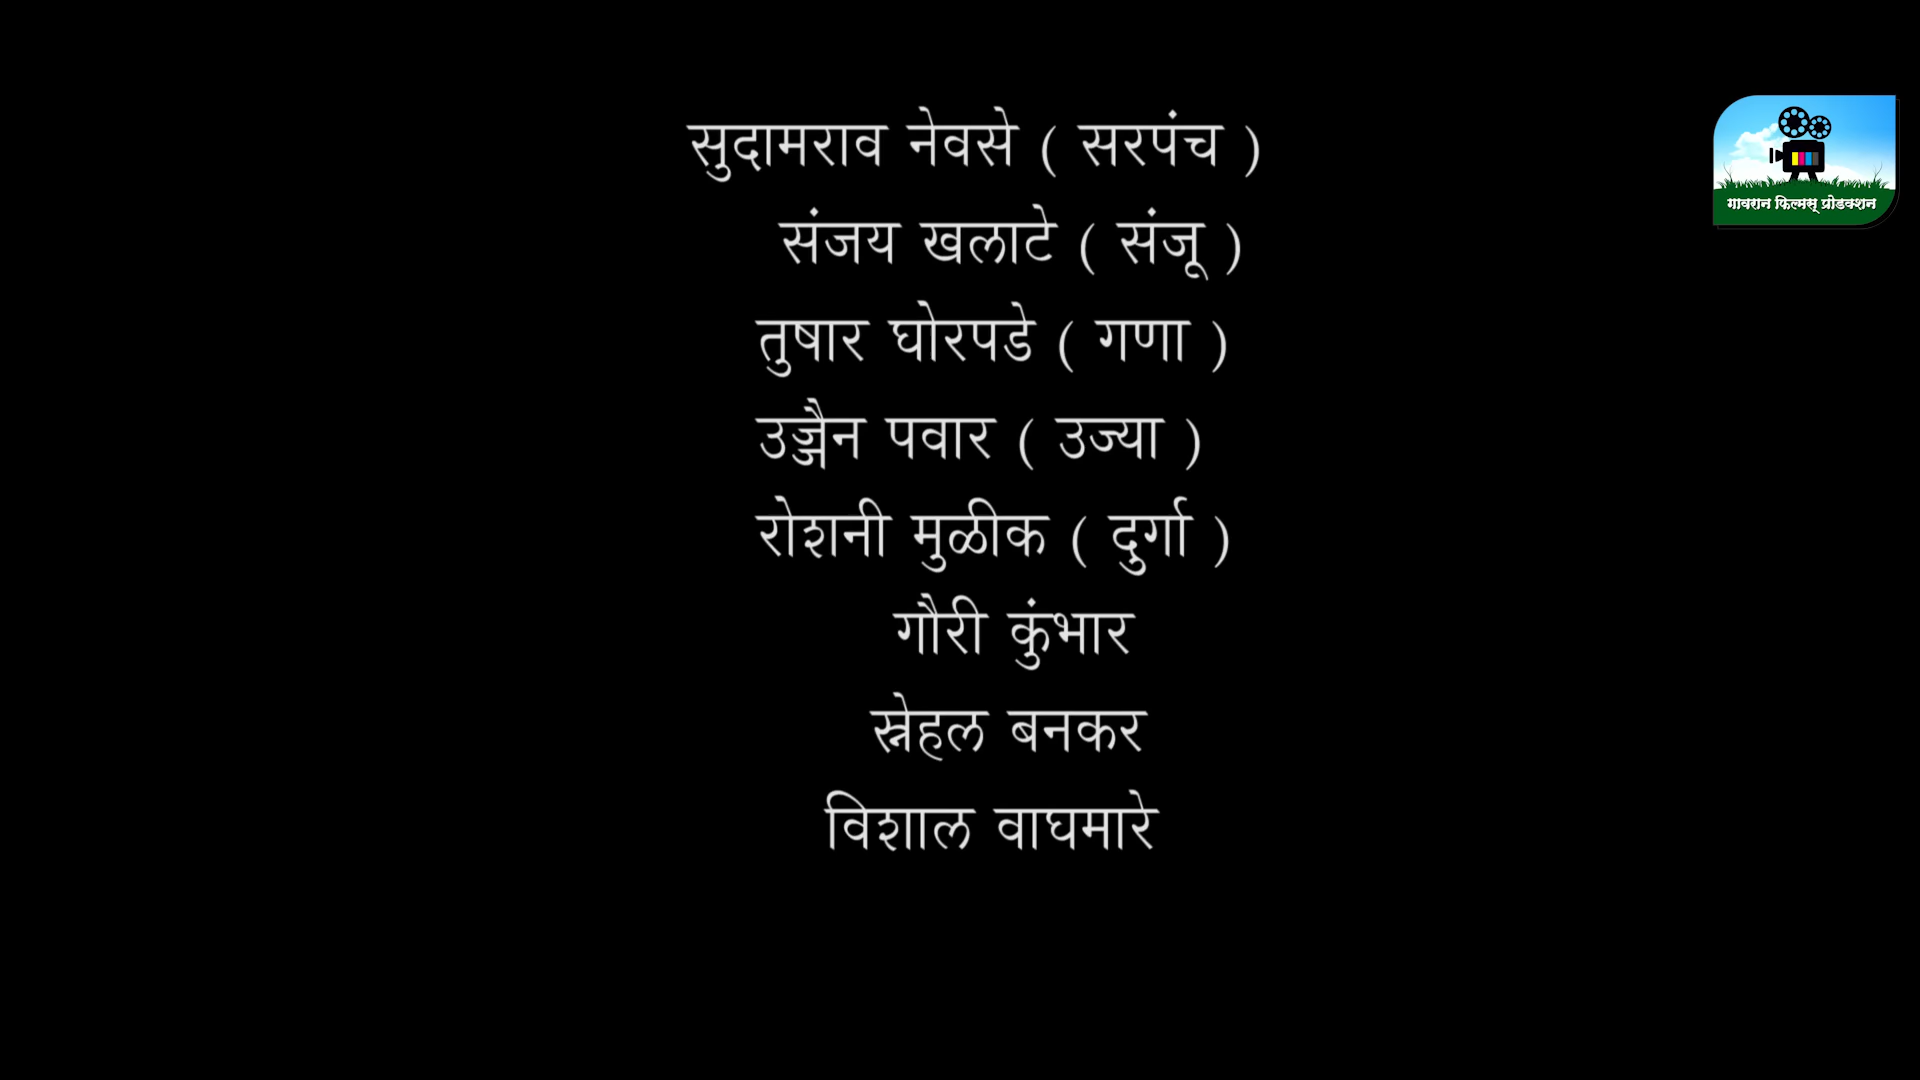 सुदामराव नेवसे ( सरपंच )
संजय खलाटे ( संजू )
तुषार घोरपडे ( गणा )
उज्जैन पवार ( उज्या )
रोशनी मुळीक ( दुर्गा )
गौरी कुंभार
स्नेहल बनकर
विशाल वाघमारे
गावरान फिल्मस् प्रोडक्शन